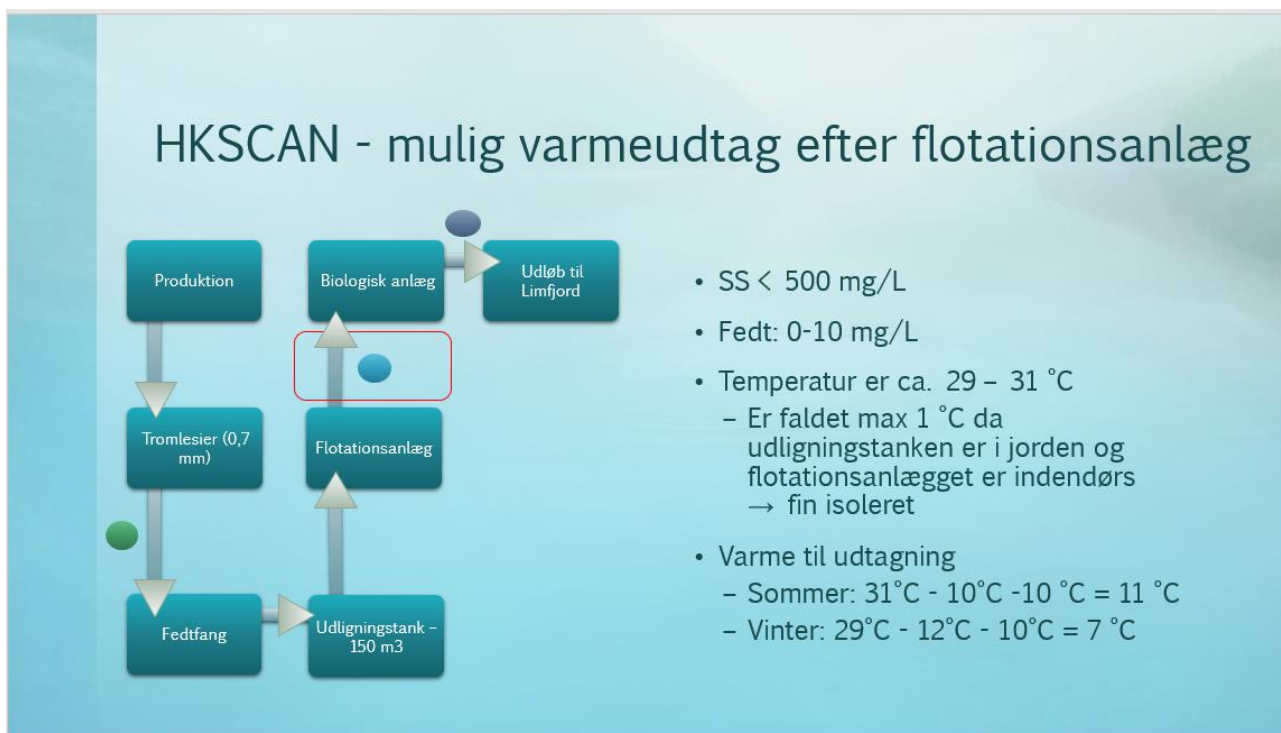 HKSCAN - mulig varmeudtag efter flotationsanlæg
Produktion
Biologisk anlæg
Udløb til
Limfjord
Tromlesier (0,7
mm)
Flotationsanlæg
Fedtfang
Udligningstank –
150 m3
• SS < 500 mg/L
• Fedt: 0-10 mg/L
• Temperatur er ca. 29 – 31 °C
– Er faldet max 1 °C da
udligningstanken er i jorden og
flotationsanlægget er indendørs
→ fin isoleret
• Varme til udtagning
– Sommer: 31°C - 10°C -10 °C = 11 °C
– Vinter: 29°C - 12°C - 10°C = 7 °C